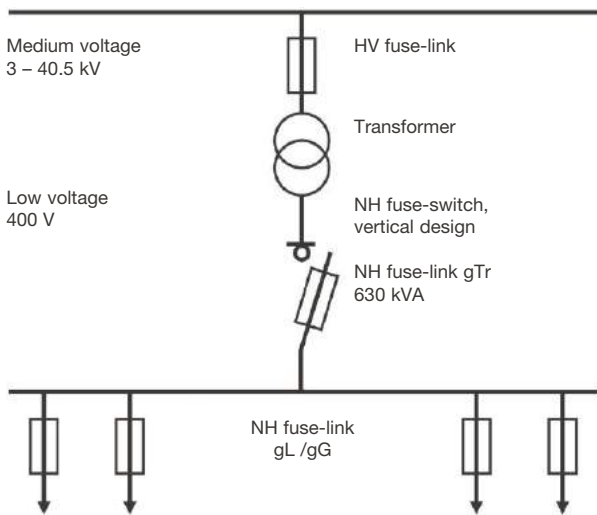 Medium voltage
3 – 40.5 kV
HV fuse-link
Transformer
Low voltage
400 V
NH fuse-switch,
vertical design
NH fuse-link gTr
630 kVA
NH fuse-link
gL /gG